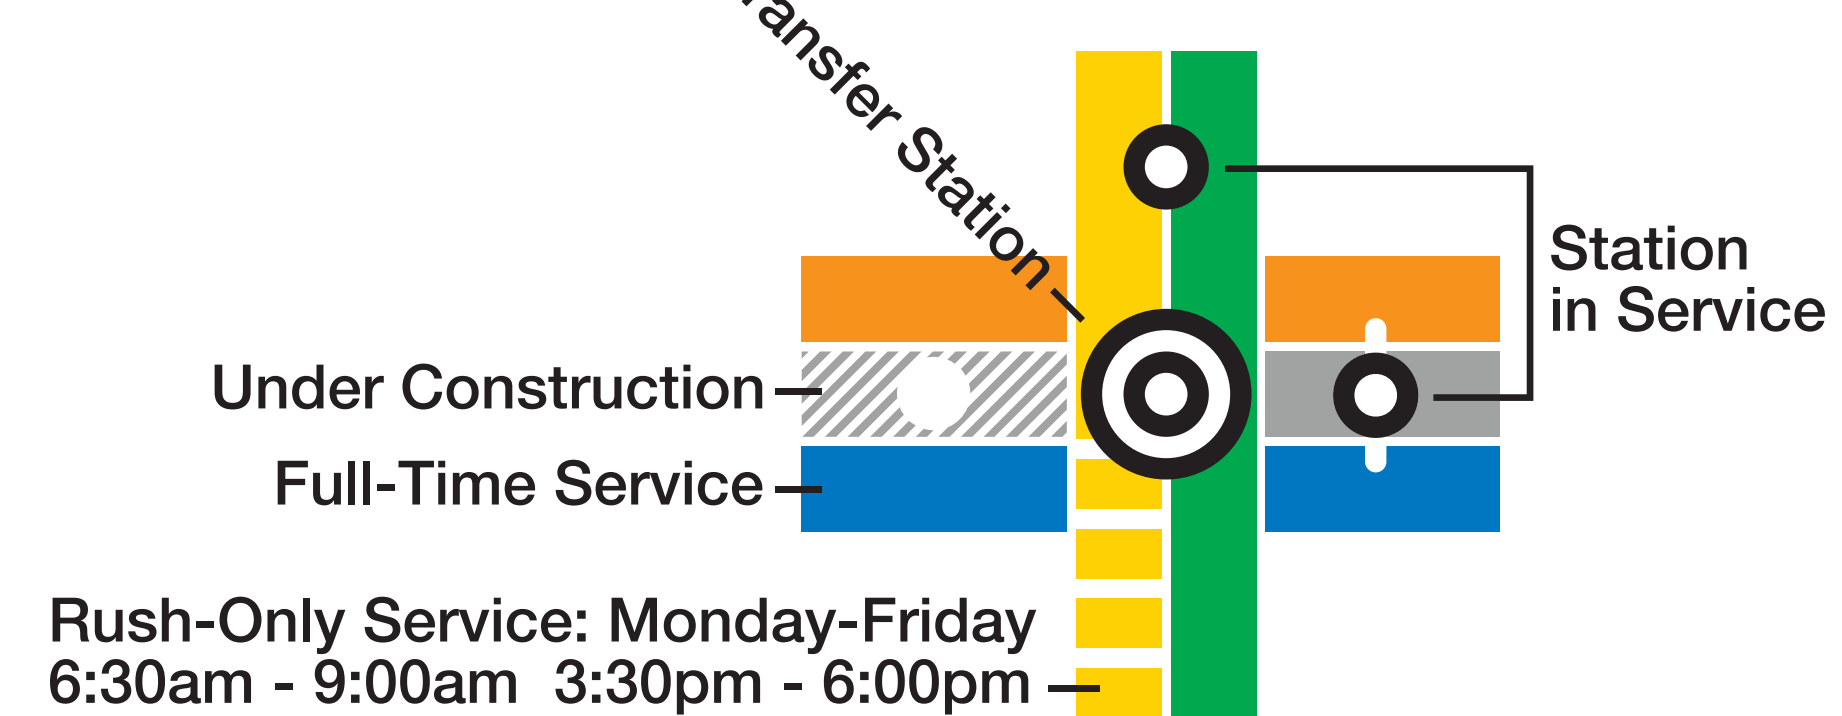 ransfer Station
Station
in Service
Under Construction
Full-Time Service
Rush-Only Service: Monday-Friday
6:30am - 9:00am 3:30pm - 6:00pm